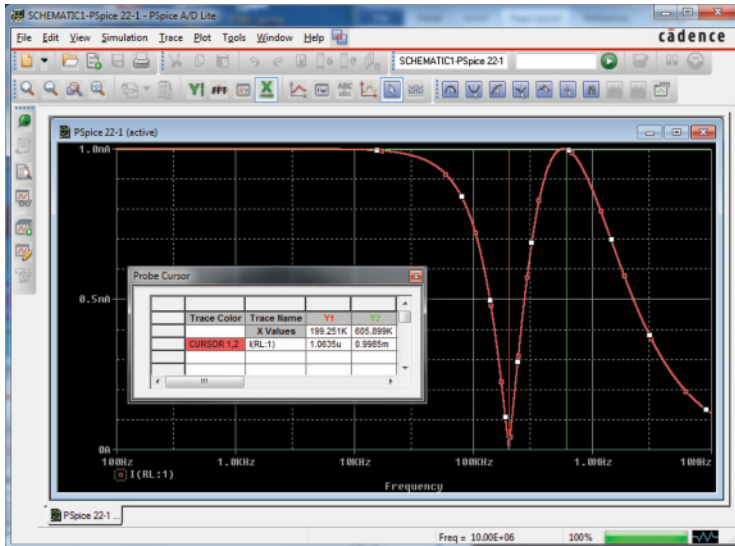 SCHEMATIC1-PSpice 22-1 - PSpice A/D Lite
File Edit View Simulation Trace Plot Tools Window Help
cādence
SCHEMATIC1-PSpice 22-1
PSpice 22-1 (active)
1.0mA
0.5mA
0A
Probe Cursor
Trace Color Trace Name Y1 Y2
X Values 199.251K 605.899K
CURSOR 1,2 I(RL:1) 1.0635u 0.9985m
100Hz 1.0KHz 10KHz 100KHz 1.0MHz 10MHz
I(RL:1)
Frequency
PSpice 22-1 ...
Freq = 10.00E+06 100%